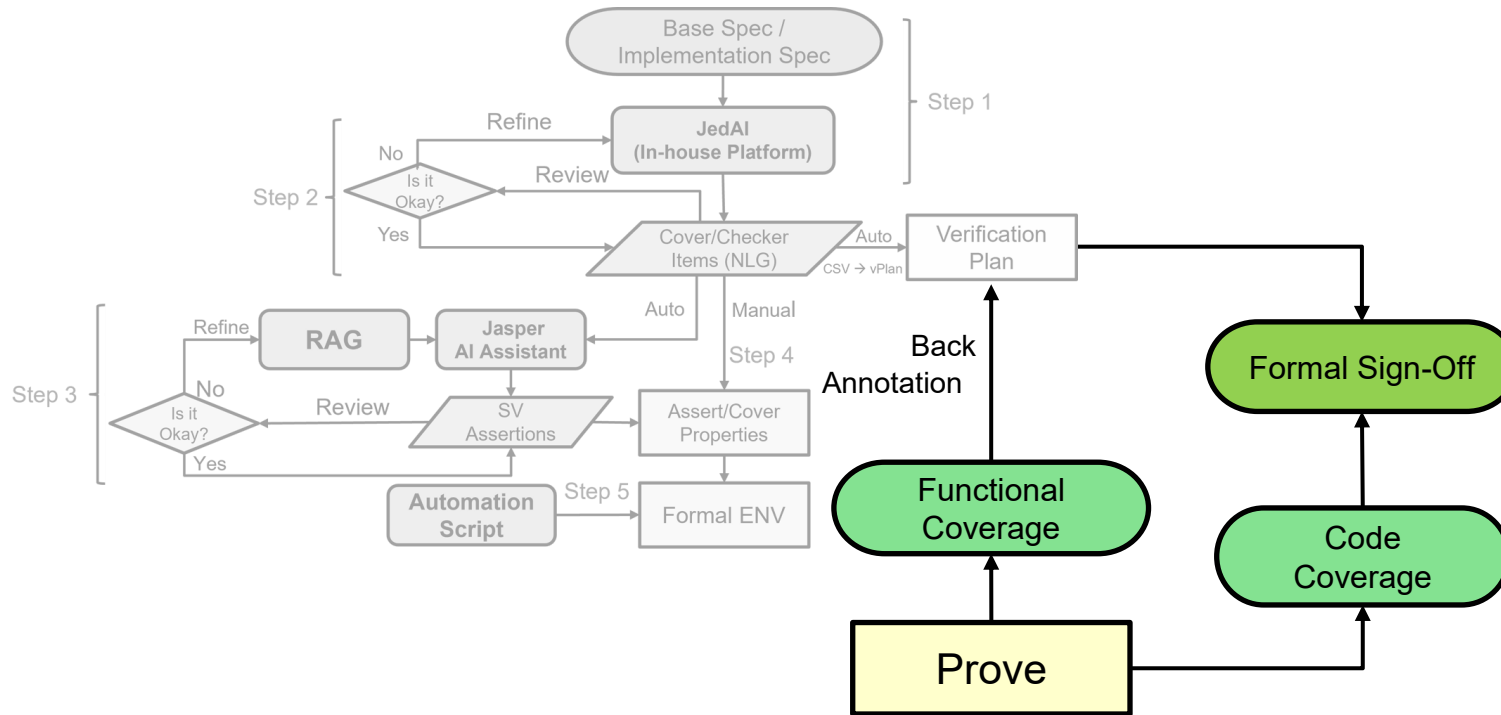 Base Spec /
Implementation Spec
Step 1
Refine
JedAI
(In-house Platform)
No
Step 2
Is it
Okay?
Review
Yes
Cover/Checker
Items (NLG)
Auto
CSV → vPlan
Verification
Plan
Auto
Manual
Refine
RAG
Jasper
AI Assistant
Step 4
Back
Annotation
Formal Sign-Off
Step 3
No
Is it
Okay?
Review
SV
Assertions
Assert/Cover
Properties
Yes
Automation
Script
Step 5
Formal ENV
Functional
Coverage
Code
Coverage
Prove